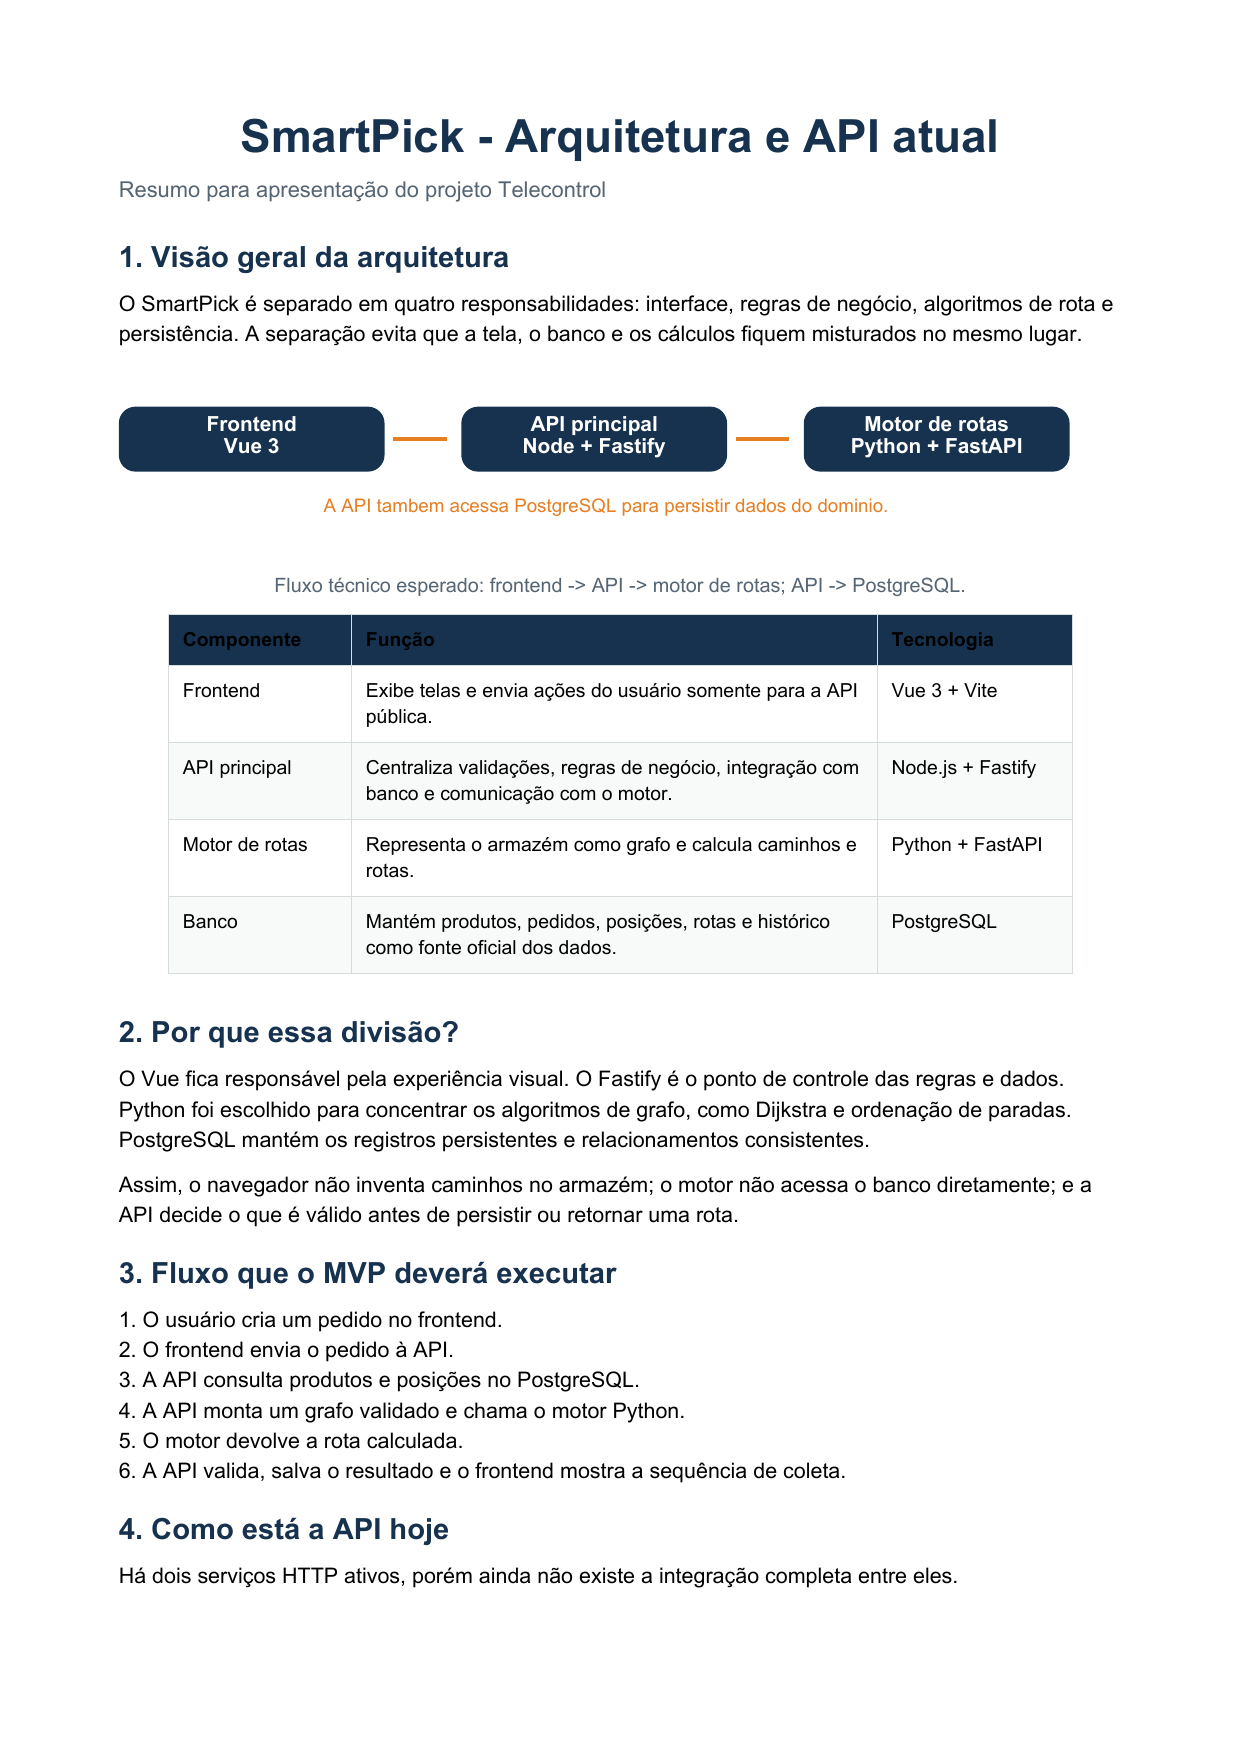 SmartPick - Arquitetura e API atual
Resumo para apresentação do projeto Telecontrol
1. Visão geral da arquitetura
O SmartPick é separado em quatro responsabilidades: interface, regras de negócio, algoritmos de rota e
persistência. A separação evita que a tela, o banco e os cálculos fiquem misturados no mesmo lugar.
Frontend
Vue 3
API principal
Node + Fastify
Motor de rotas
Python + FastAPI
A API tambem acessa PostgreSQL para persistir dados do dominio.
Fluxo técnico esperado: frontend -> API -> motor de rotas; API -> PostgreSQL.
Componente Função Tecnologia
Frontend Exibe telas e envia ações do usuário somente para a API Vue 3 + Vite
pública.
API principal Centraliza validações, regras de negócio, integração com Node.js + Fastify
banco e comunicação com o motor.
Motor de rotas Representa o armazém como grafo e calcula caminhos e Python + FastAPI
rotas.
Banco Mantém produtos, pedidos, posições, rotas e histórico PostgreSQL
como fonte oficial dos dados.
2. Por que essa divisão?
O Vue fica responsável pela experiência visual. O Fastify é o ponto de controle das regras e dados.
Python foi escolhido para concentrar os algoritmos de grafo, como Dijkstra e ordenação de paradas.
PostgreSQL mantém os registros persistentes e relacionamentos consistentes.
Assim, o navegador não inventa caminhos no armazém; o motor não acessa o banco diretamente; e a
API decide o que é válido antes de persistir ou retornar uma rota.
3. Fluxo que o MVP deverá executar
1. O usuário cria um pedido no frontend.
2. O frontend envia o pedido à API.
3. A API consulta produtos e posições no PostgreSQL.
4. A API monta um grafo validado e chama o motor Python.
5. O motor devolve a rota calculada.
6. A API valida, salva o resultado e o frontend mostra a sequência de coleta.
4. Como está a API hoje
Há dois serviços HTTP ativos, porém ainda não existe a integração completa entre eles.